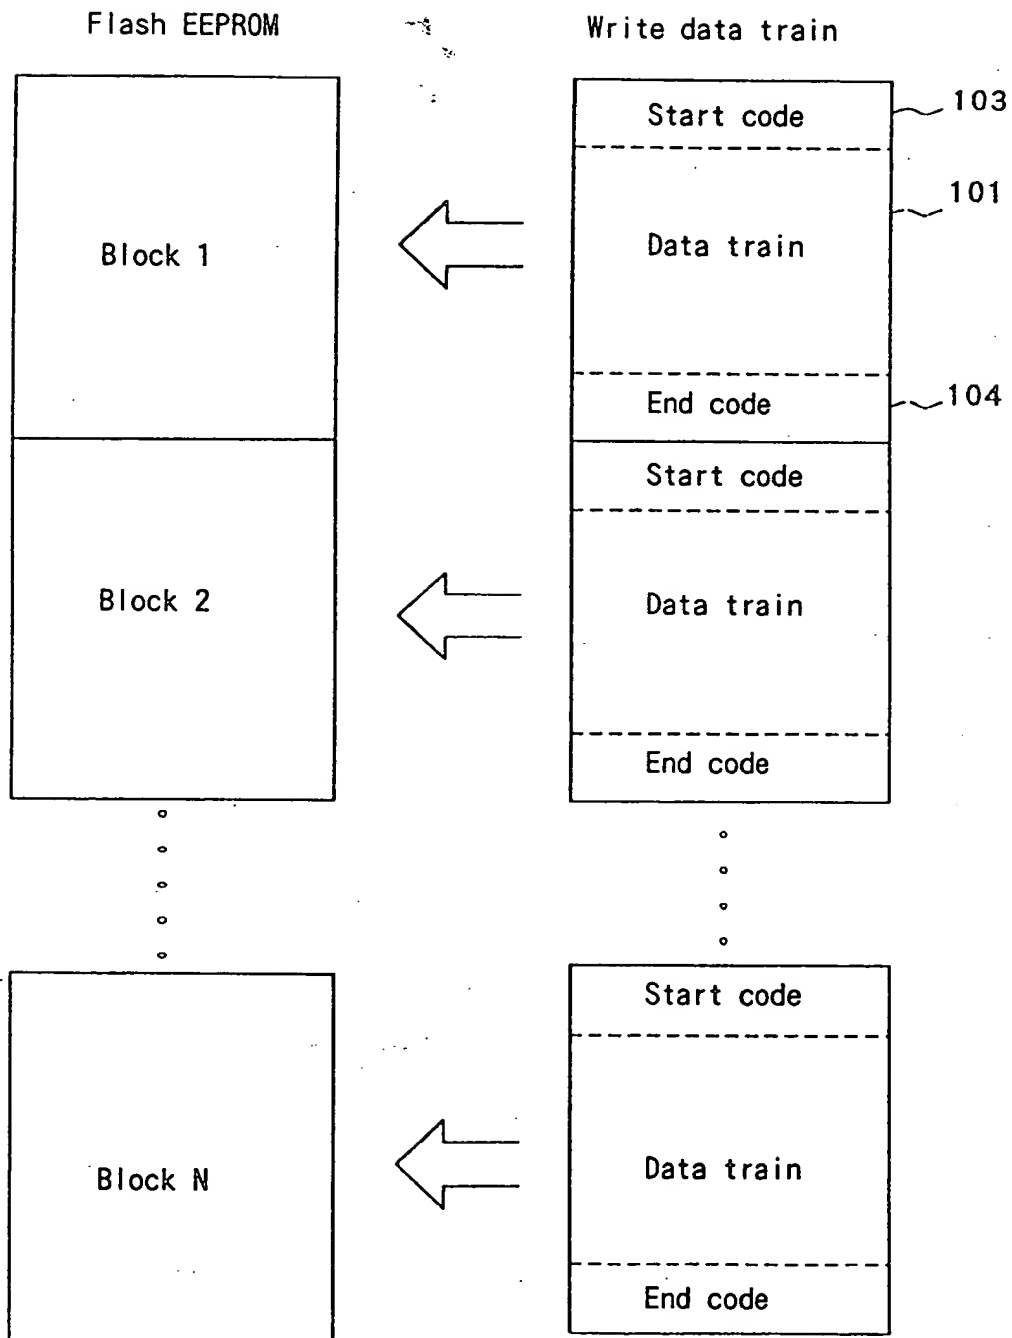 Flash EEPROM
Write data train
Start code
103
101
Block 1
Data train
End code
104
Start code
Block 2
Data train
End code
Start code
Block N
Data train
End code